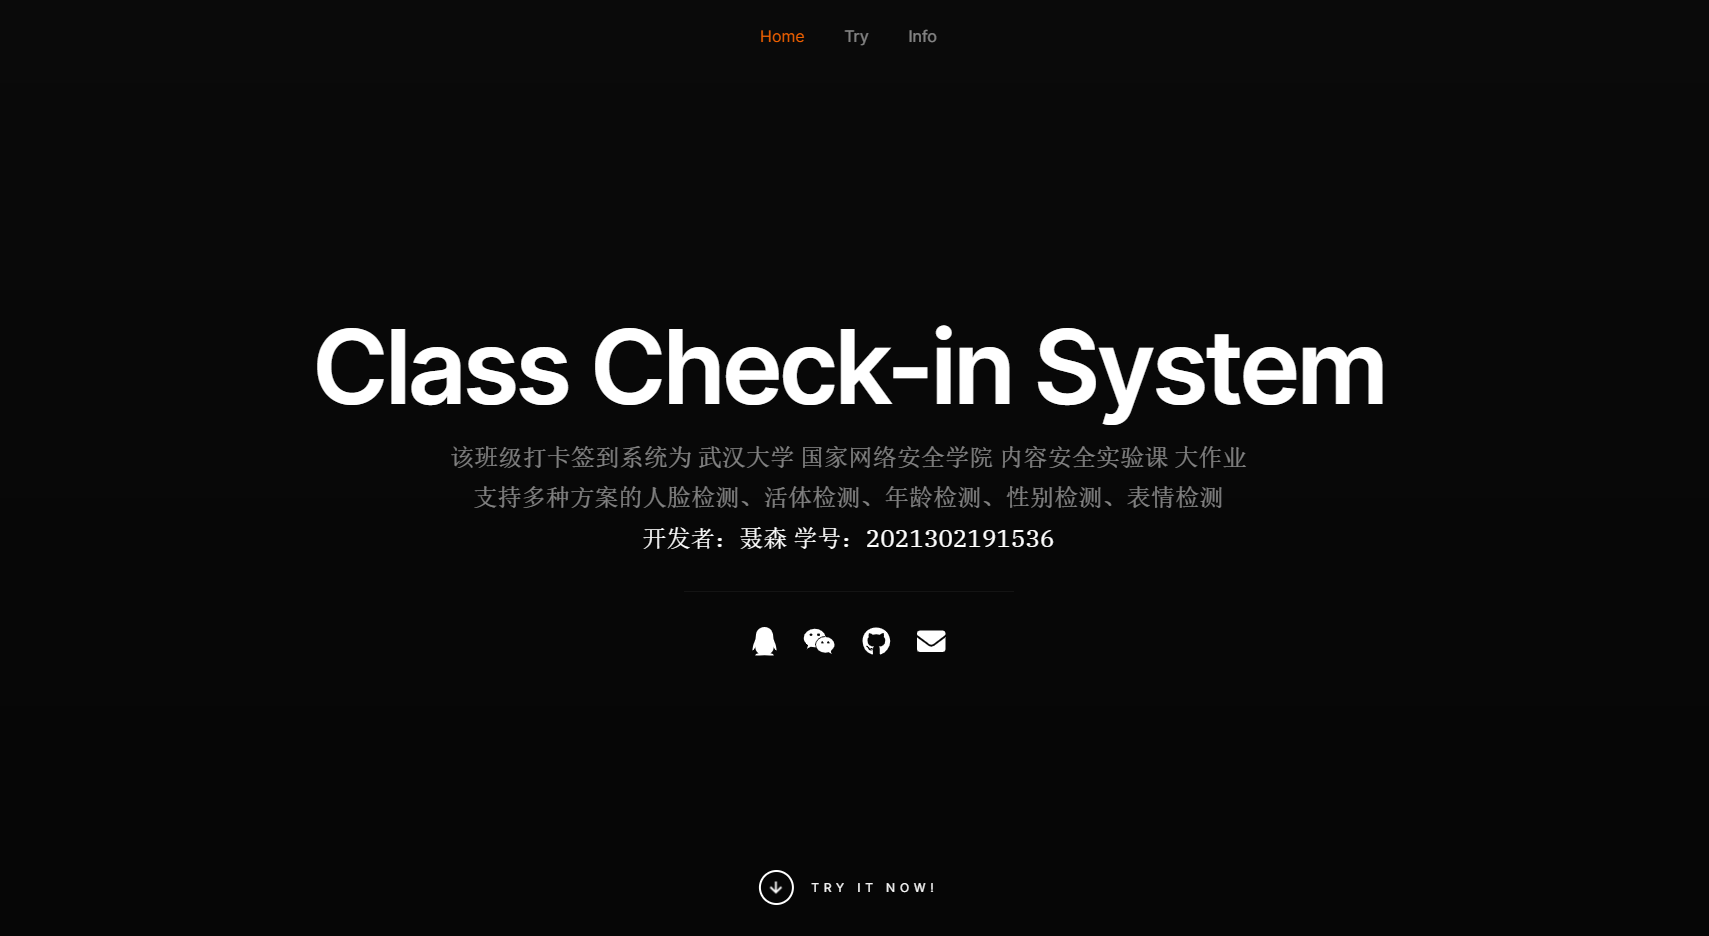 Home Try Info
Class Check-in System
该班级打卡签到系统为 武汉大学 国家网络安全学院 内容安全实验课 大作业
支持多种方案的人脸检测、活体检测、年龄检测、性别检测、表情检测
开发者：聂森 学号：2021302191536
TRY IT NOW!